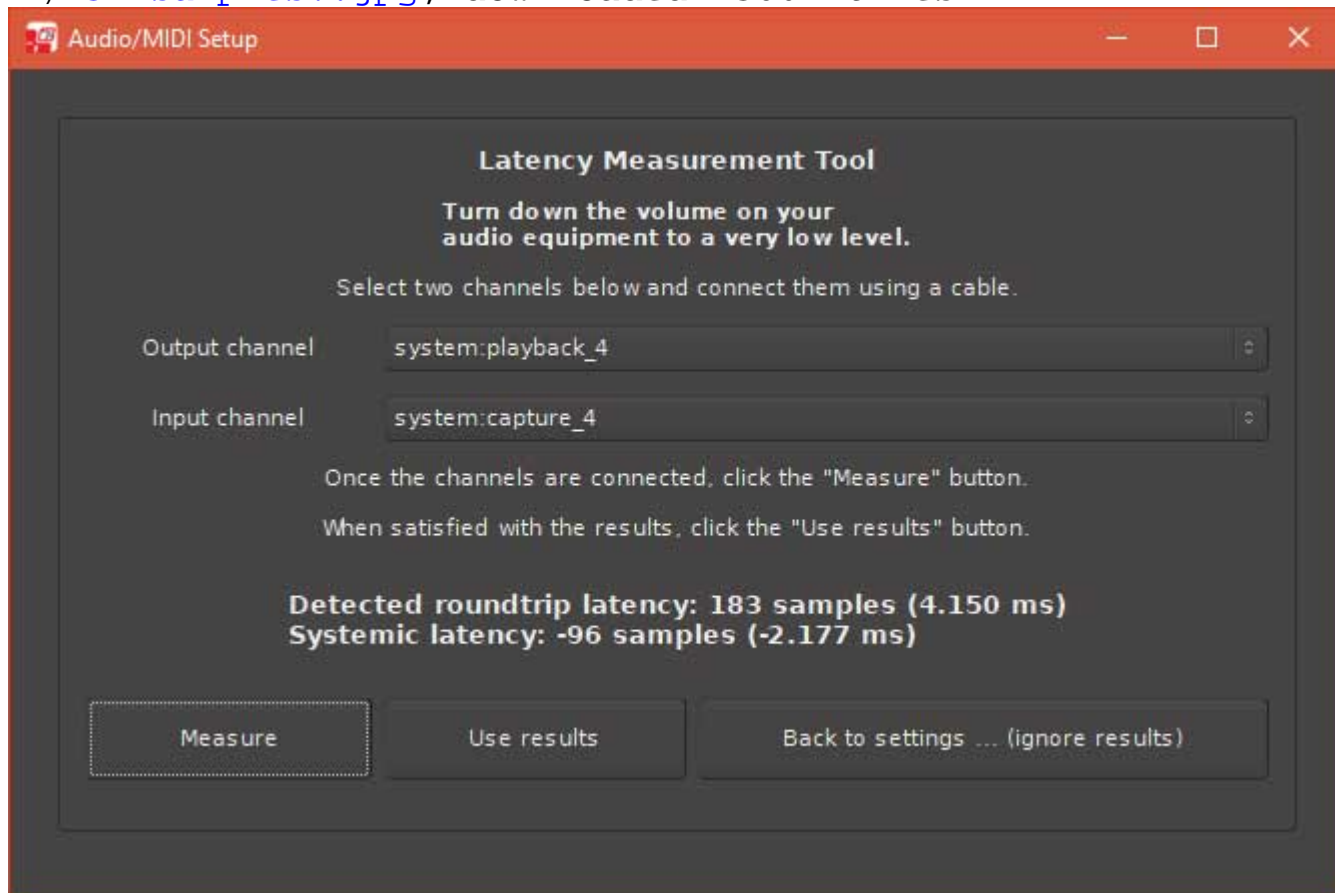 Audio/MIDI Setup
Latency Measurement Tool
Turn down the volume on your
audio equipment to a very low level.
Select two channels below and connect them using a cable.
Output channel system:playback_4
Input channel system:capture_4
Once the channels are connected, click the "Measure" button.
When satisfied with the results, click the "Use results" button.
Detected roundtrip latency: 183 samples (4.150 ms)
Systemic latency: -96 samples (-2.177 ms)
Measure Use results Back to settings ... (ignore results)